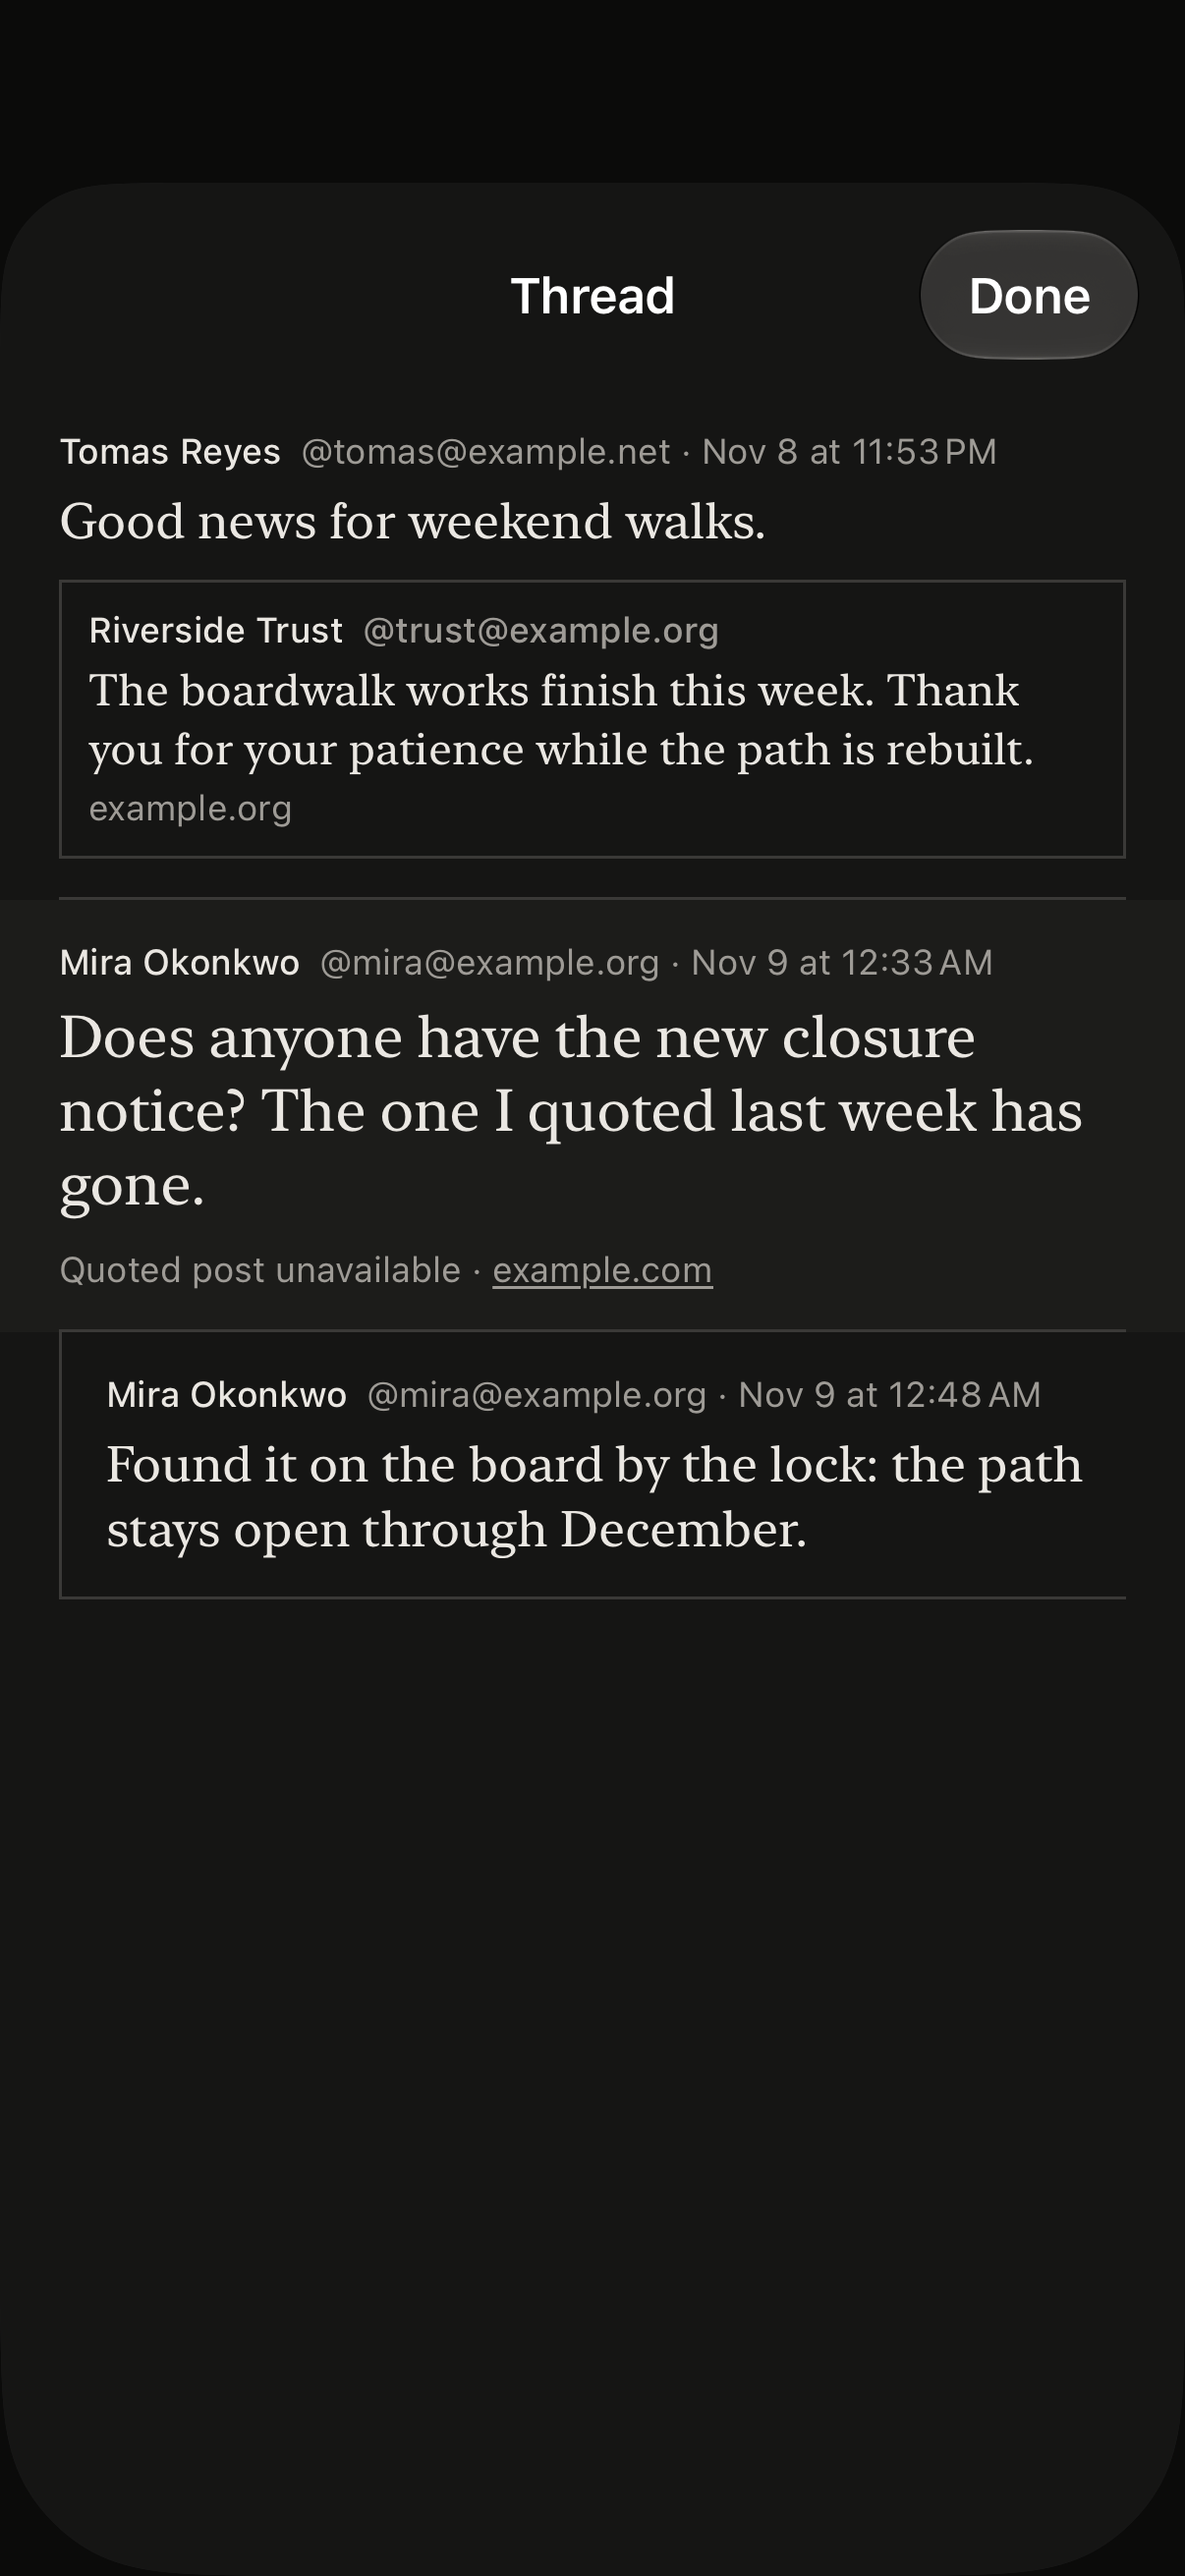 Thread
Done
Tomas Reyes @tomas@example.net · Nov 8 at 11:53 PM
Good news for weekend walks.
Riverside Trust @trust@example.org
The boardwalk works finish this week. Thank
you for your patience while the path is rebuilt.
example.org
Mira Okonkwo @mira@example.org · Nov 9 at 12:33 AM
Does anyone have the new closure
notice? The one I quoted last week has
gone.
Quoted post unavailable · example.com
Mira Okonkwo @mira@example.org · Nov 9 at 12:48 AM
Found it on the board by the lock: the path
stays open through December.